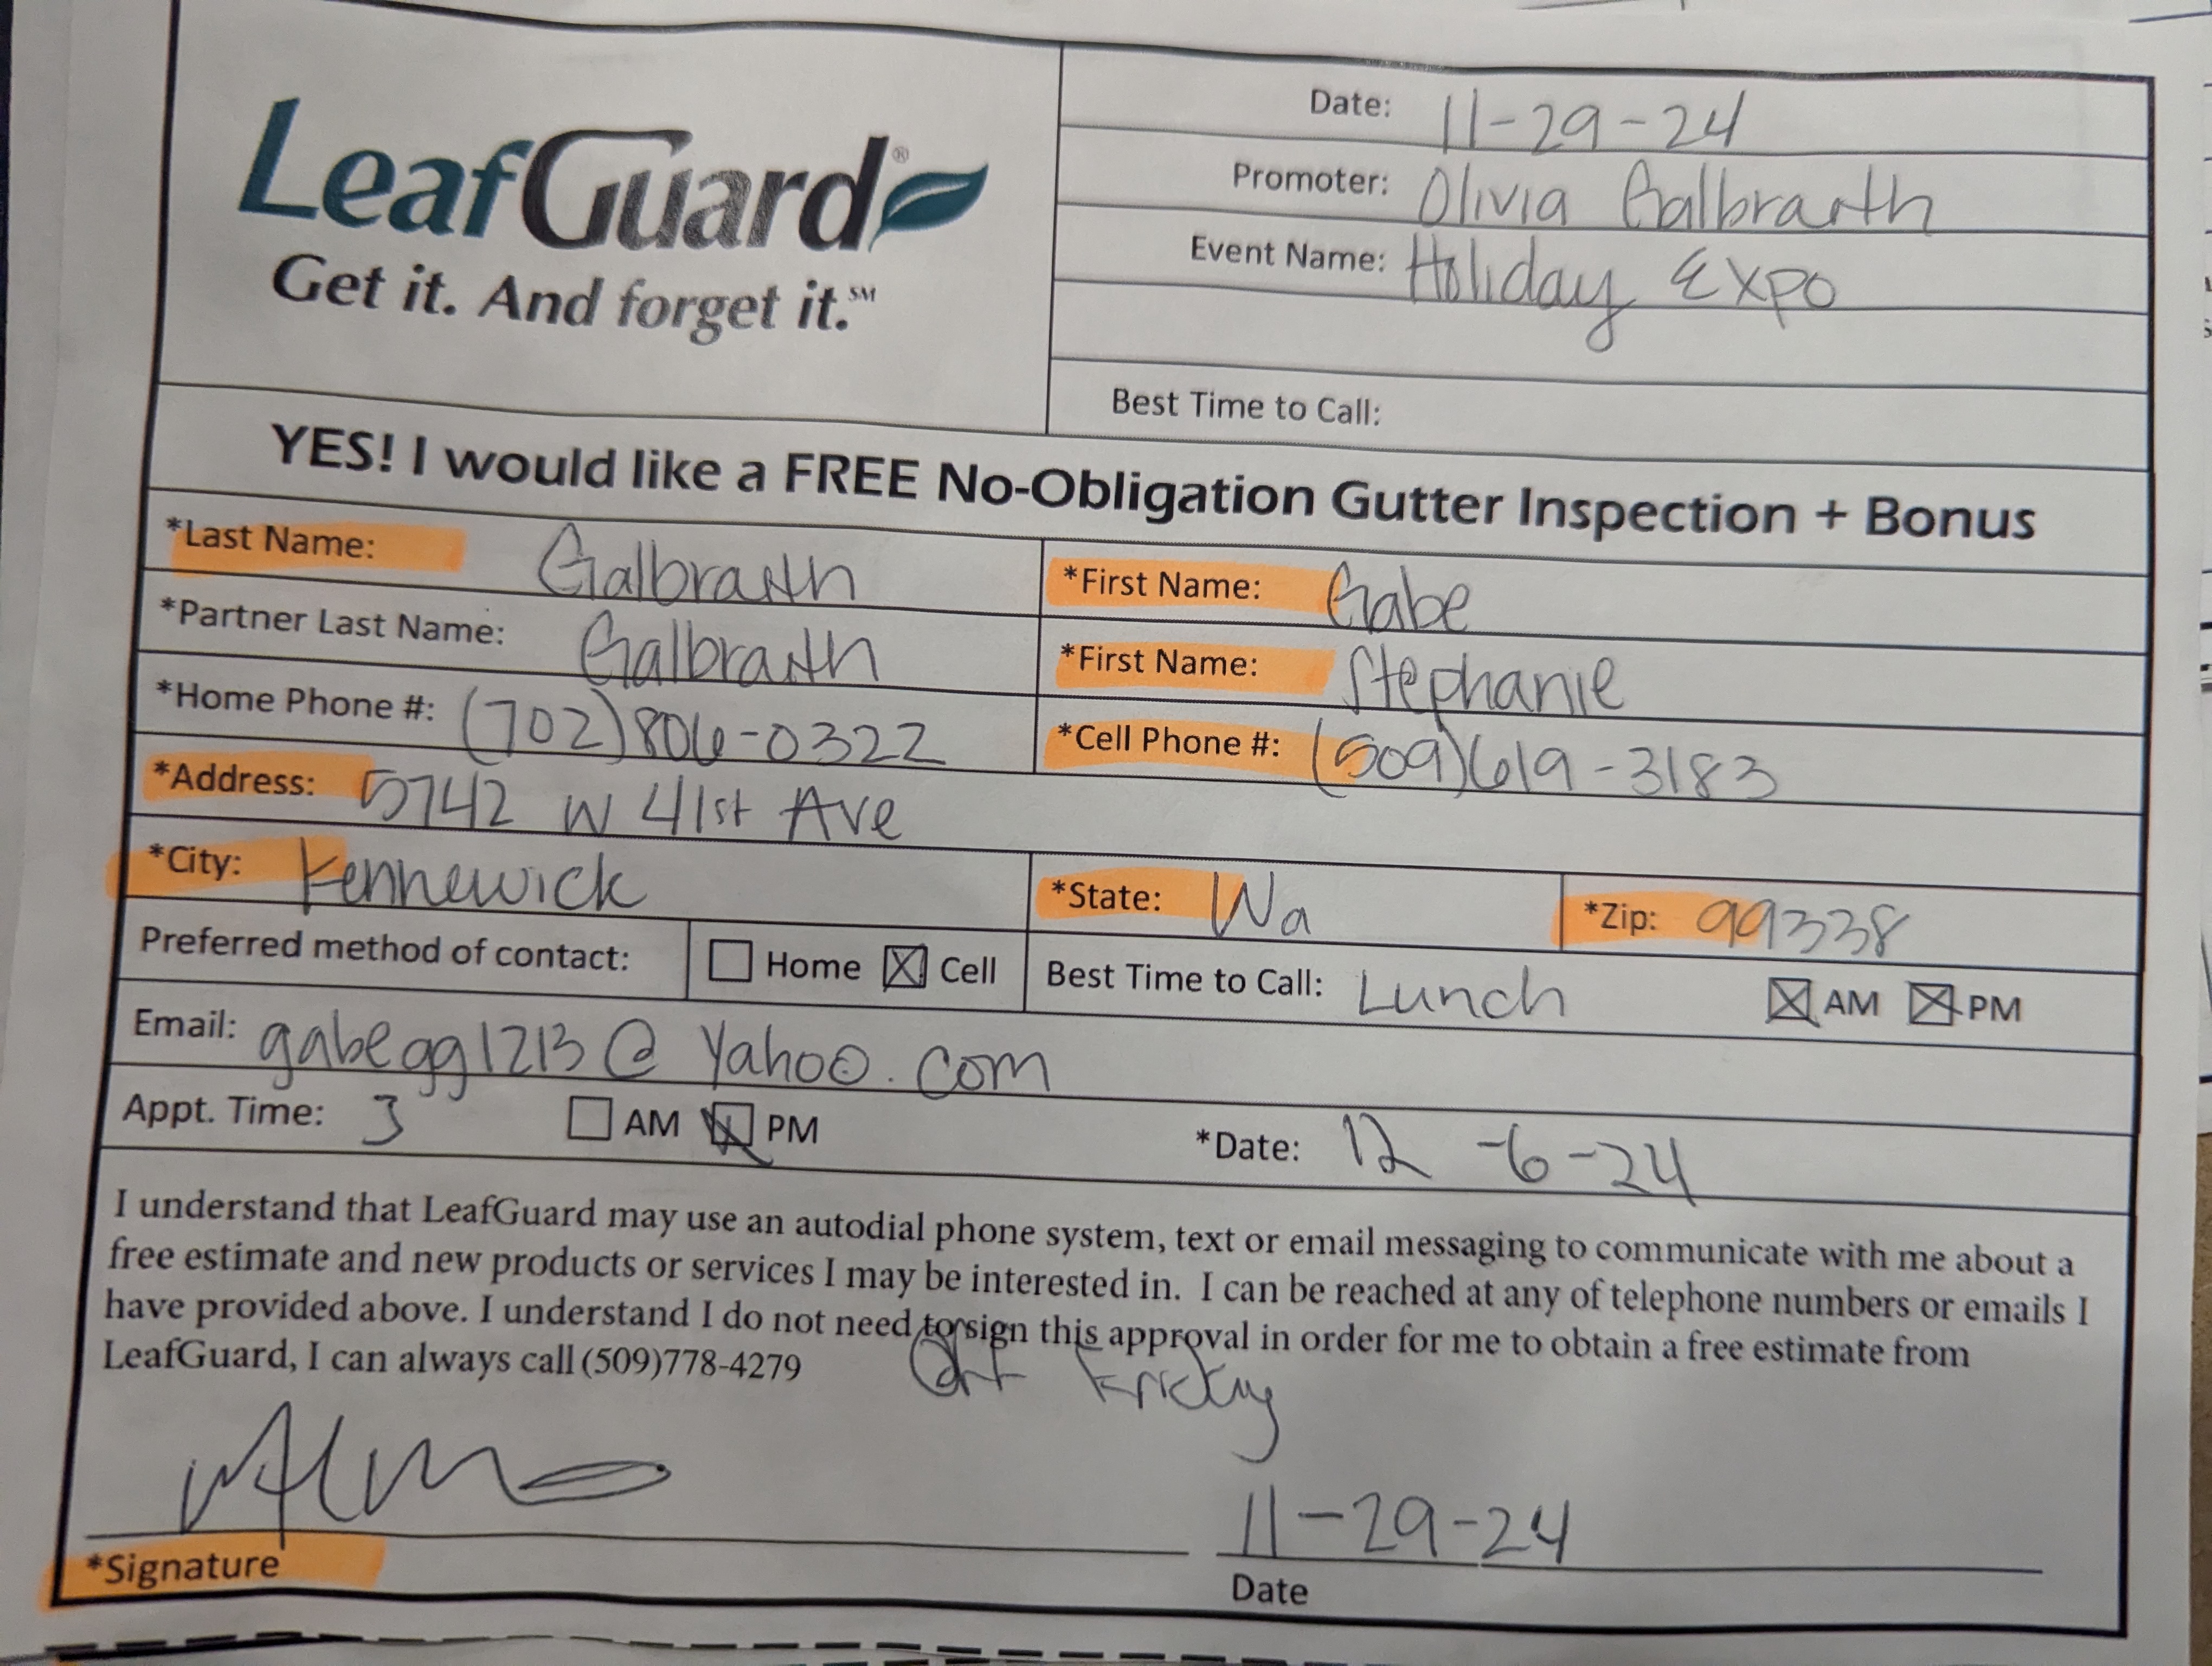 LeafGuard®
Get it. And forget it.℠
Date: 11-29-24
Promoter: Olivia Galbraith
Event Name: Holiday Expo
Best Time to Call:
YES! I would like a FREE No-Obligation Gutter Inspection + Bonus
*Last Name: Galbraith *First Name: Gabe
*Partner Last Name: Galbraith *First Name: Stephanie
*Home Phone #: (702)806-0322 *Cell Phone #: (509)619-3183
*Address: 5742 W 41st Ave
*City: Kennewick *State: Wa *Zip: 99338
Preferred method of contact: Home Cell Best Time to Call: Lunch AM PM
Email: gabegg1213@yahoo.com
Appt. Time: 3 AM PM *Date: 12-6-24
I understand that LeafGuard may use an autodial phone system, text or email messaging to communicate with me about a
free estimate and new products or services I may be interested in. I can be reached at any of telephone numbers or emails I
have provided above. I understand I do not need to sign this approval in order for me to obtain a free estimate from
LeafGuard, I can always call (509)778-4279
Friday
11-29-24
*Signature Date